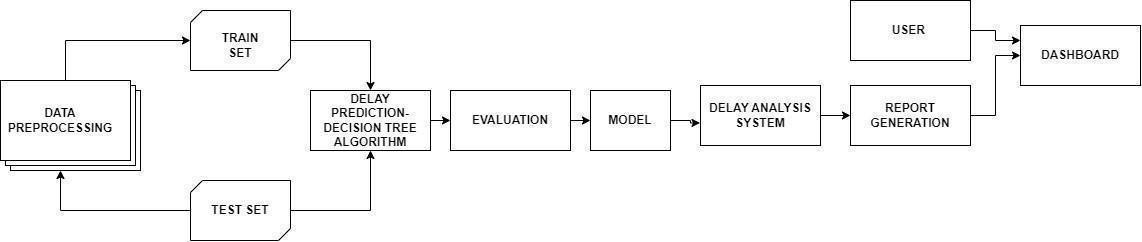 TRAIN
SET
DATA
PREPROCESSING
TEST SET
DELAY
PREDICTION-
DECISION TREE
ALGORITHM
EVALUATION
MODEL
DELAY ANALYSIS
SYSTEM
REPORT
GENERATION
USER
DASHBOARD